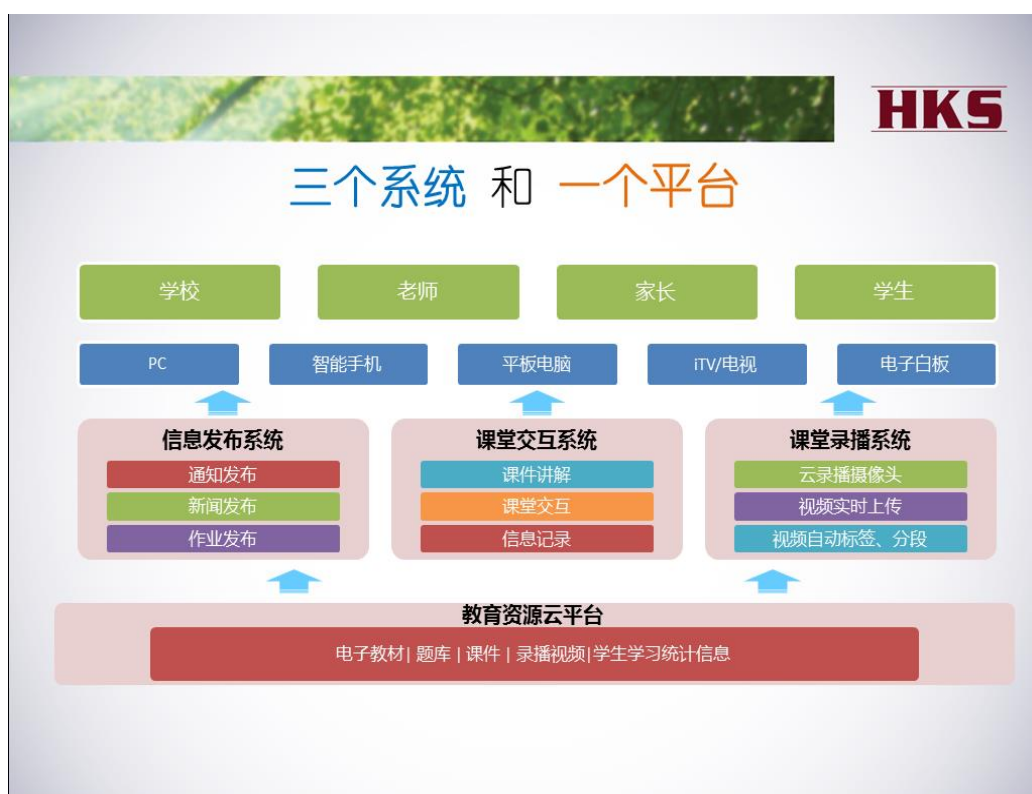 HKS
三个系统 和 一个平台
学校 老师 家长 学生
PC 智能手机 平板电脑 iTV/电视 电子白板
信息发布系统 课堂交互系统 课堂录播系统
通知发布 课件讲解 云录播摄像头
新闻发布 课堂交互 视频实时上传
作业发布 信息记录 视频自动标签、分段
教育资源云平台
电子教材| 题库 | 课件 | 录播视频|学生学习统计信息